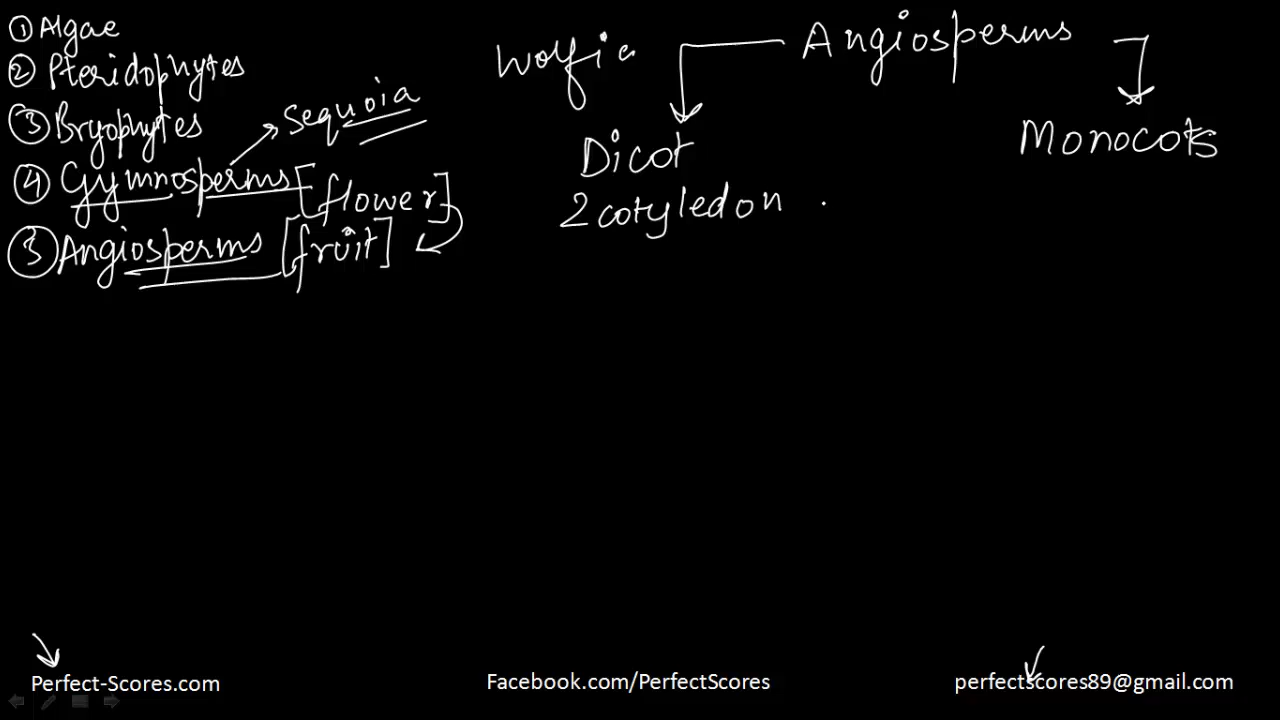 ① Algae
② Pteridophytes
③ Bryophytes
Sequoia
④ Gymnosperms [flower]
⑤ Angiosperms [fruit]
Wolfia
Angiosperms
Dicot
Monocots
2 cotyledon
Perfect-Scores.com
Facebook.com/PerfectScores
perfectscores89@gmail.com